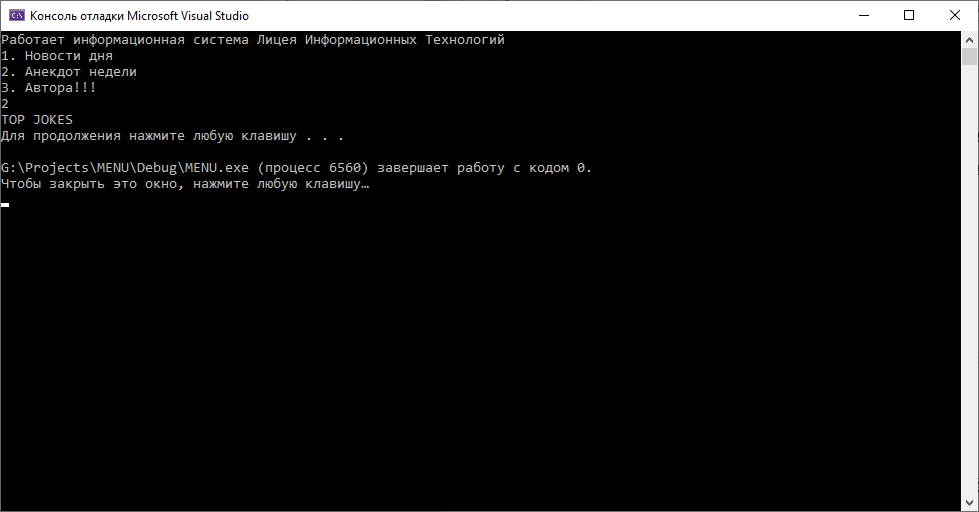 Консоль отладки Microsoft Visual Studio
Работает информационная система Лицея Информационных Технологий
1. Новости дня
2. Анекдот недели
3. Автора!!!
2
TOP JOKES
Для продолжения нажмите любую клавишу . . .
G:\Projects\MENU\Debug\MENU.exe (процесс 6560) завершает работу с кодом 0.
Чтобы закрыть это окно, нажмите любую клавишу…